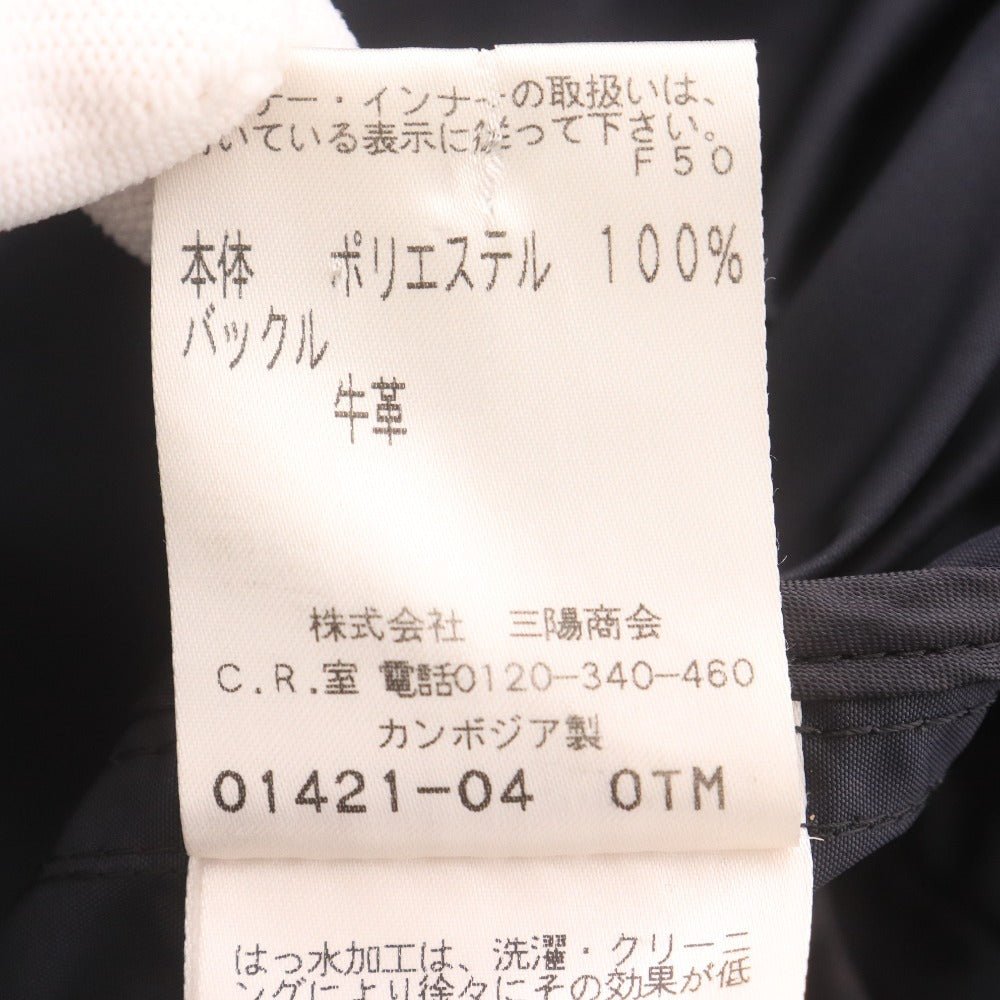 ナー・インナーの取扱いは、
いている表示に従って下さい。
F50
本体 ポリエステル 100%
バックル
牛革
株式会社 三陽商会
C.R.室 電話0120-340-460
カンボジア製
01421-04 0TM
はっ水加工は、洗濯・クリーニ
ングにより徐々にその効果が低